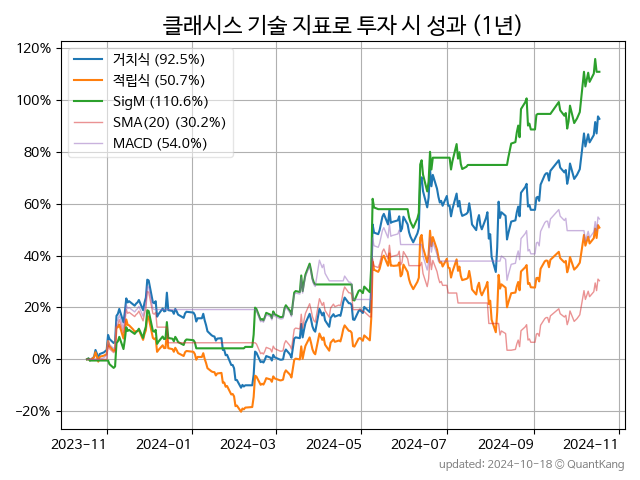 클래시스 기술 지표로 투자 시 성과 (1년)
120%
100%
80%
60%
40%
20%
0%
−20%
거치식 (92.5%)
적립식 (50.7%)
SigM (110.6%)
SMA(20) (30.2%)
MACD (54.0%)
2023-11
2024-01
2024-03
2024-05
2024-07
2024-09
2024-11
updated: 2024-10-18 @ QuantKang